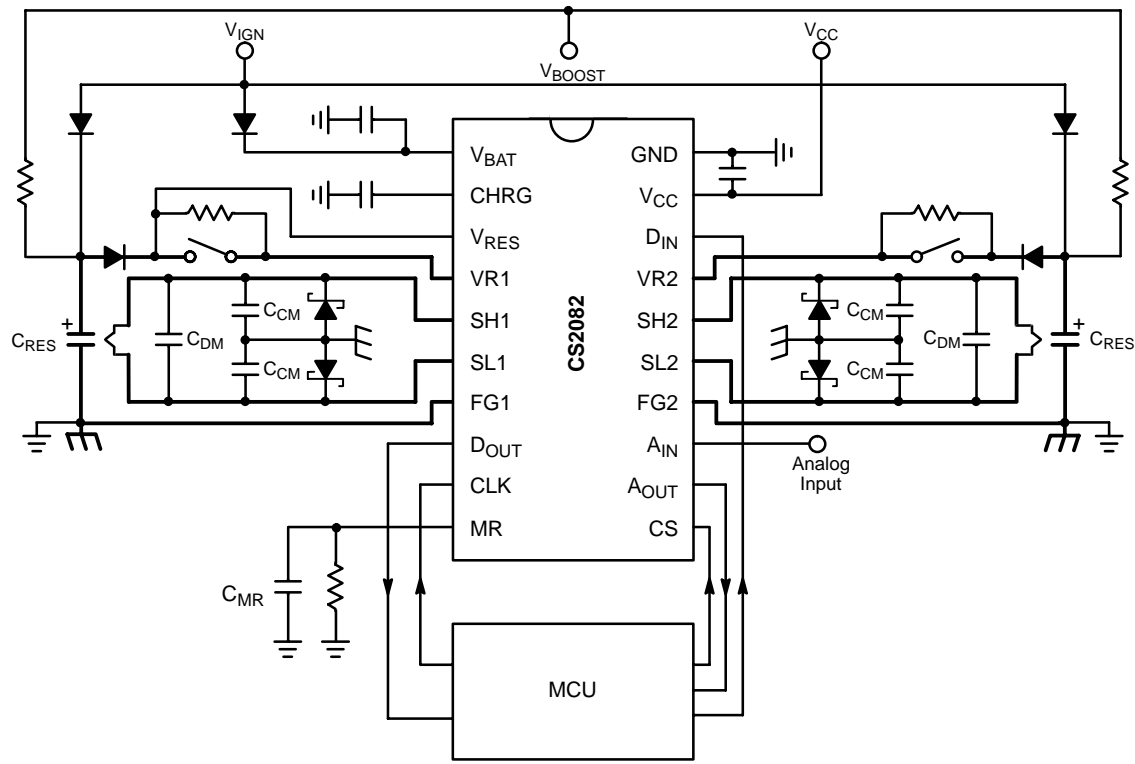 V_IGN
V_BOOST
V_CC
V_BAT
CHRG
V_RES
VR1
SH1
SL1
FG1
D_OUT
CLK
MR
CS2082
GND
V_CC
D_IN
VR2
SH2
SL2
FG2
A_IN
A_OUT
CS
+
C_RES
C_DM
C_CM
C_CM
C_CM
C_CM
C_DM
+
C_RES
Analog
Input
C_MR
MCU